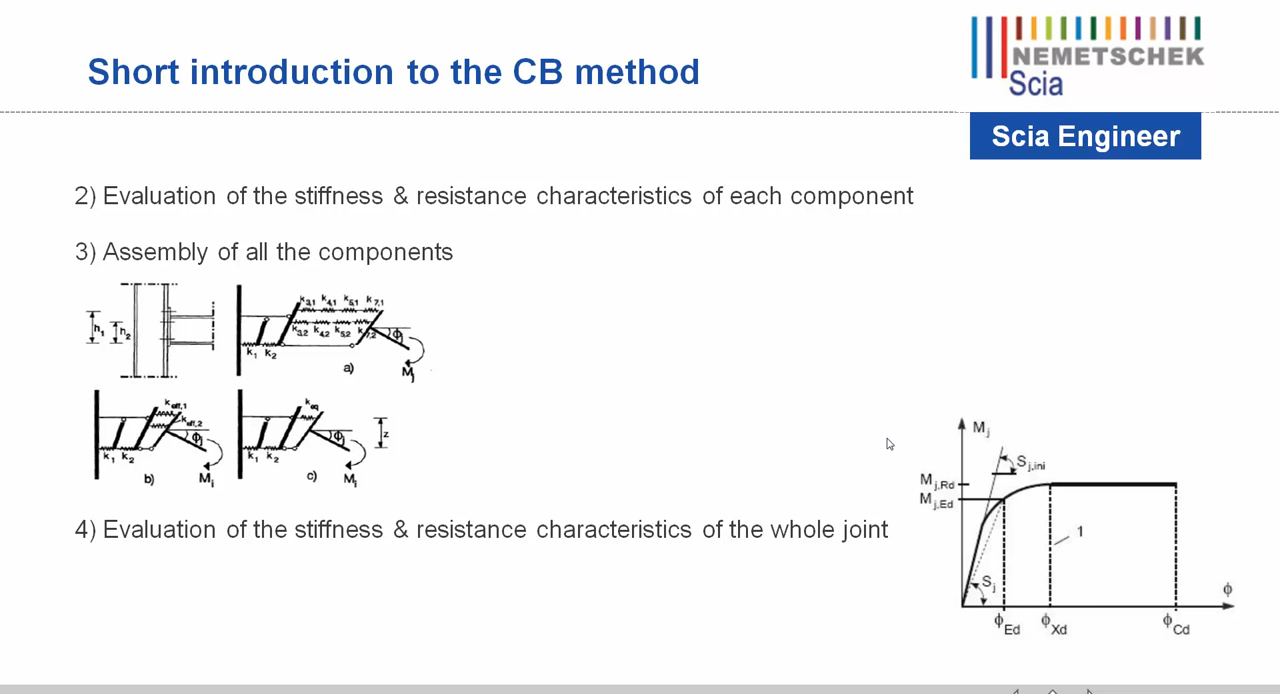 Short introduction to the CB method
NEMETSCHEK
Scia
Scia Engineer
2) Evaluation of the stiffness & resistance characteristics of each component
3) Assembly of all the components
h1 h2
k3,1 k4,1 k5,1 k7,1
k3,2 k4,2 k5,2 k7,2
k1 k2
ϕj
a) Mj
keff,1
keff,2
ϕj
k1 k2
b) Mj
keq
ϕj
z
k1 k2
c) Mj
4) Evaluation of the stiffness & resistance characteristics of the whole joint
Mj
Sj,ini
Mj,Rd
Mj,Ed
1
Sj
ϕ
ϕEd ϕXd ϕCd